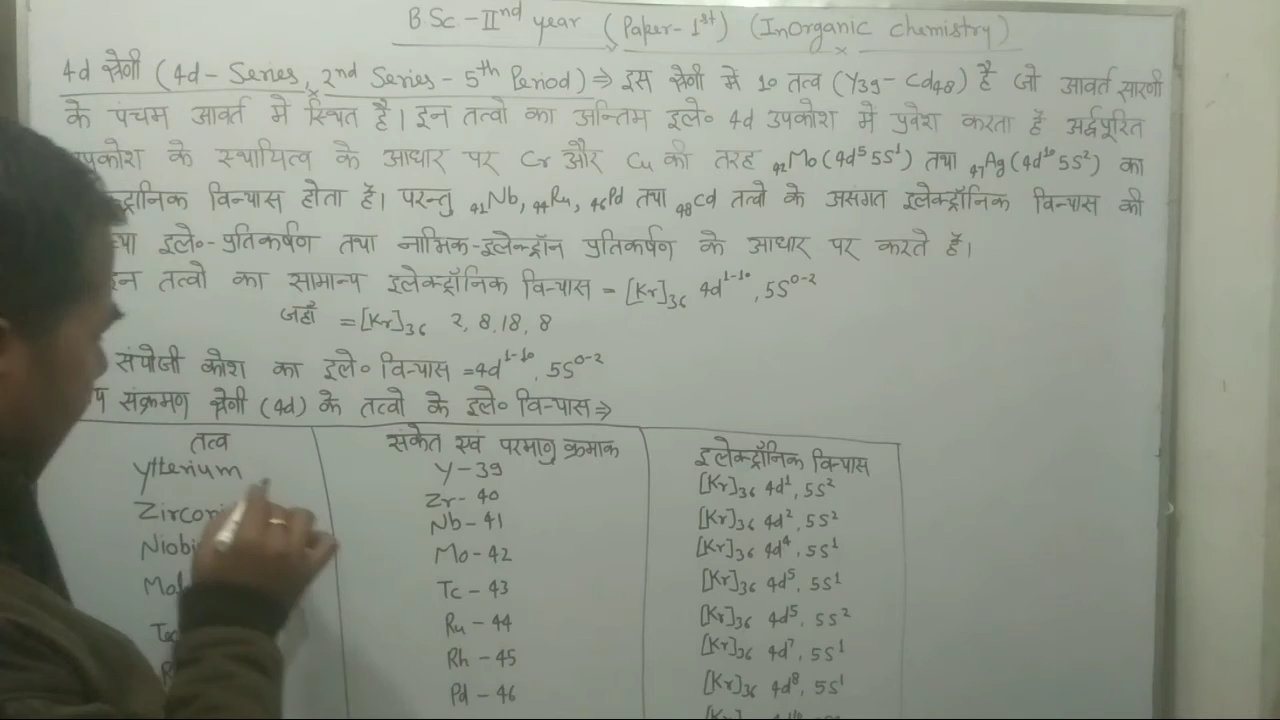 B.Sc-IInd year (Paper-1st) (InOrganic chemistry)
4d श्रेणी (4d-Series, 2nd Series-5th Period) ⇒ इस श्रेणी में 10 तत्व (Y39-Cd48) है जो आवर्त सारणी
के पंचम आवर्त में स्थित है। इन तत्वो का अन्तिम इले० 4d उपकोश में प्रवेश करता है अर्द्धपूरित
पकोश के स्थायित्व के आधार पर Cr और Cu की तरह 42Mo(4d⁵5S¹) तथा 47Ag(4d¹⁰5S²) का
क्ट्रानिक विन्यास होता है। परन्तु 41Nb, 44Ru, 46Pd तथा 48Cd तत्वो के असंगत इलेक्ट्रॉनिक विन्यास की
या इले०-प्रतिकर्षण तथा नाभिक-इलेक्ट्रॉन प्रतिकर्षण के आधार पर करते हैं।
इन तत्वो का सामान्य इलेक्ट्रॉनिक विन्यास = [Kr]36 4d¹⁻¹⁰, 5S⁰⁻²
जहाँ = [Kr]36 2, 8, 18, 8
संयोजी कोश का इले० विन्यास = 4d¹⁻¹⁰, 5S⁰⁻²
संक्रमण श्रेणी (4d) के तत्वो के इले० विन्यास ⇒
तत्व संकेत एवं परमाणु क्रमांक इलेक्ट्रॉनिक विन्यास
Ytterium Y-39 [Kr]36 4d¹, 5S²
Zirconi Zr-40 [Kr]36 4d², 5S²
Niobi Nb-41 [Kr]36 4d⁴, 5S¹
Mo Mo-42 [Kr]36 4d⁵, 5S¹
Te Tc-43 [Kr]36 4d⁵, 5S²
R Ru-44 [Kr]36 4d⁷, 5S¹
Rh-45 [Kr]36 4d⁸, 5S¹
Pd-46